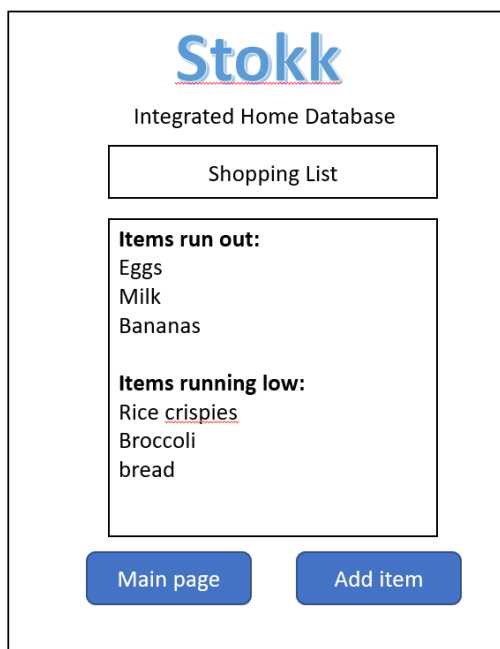 Stokk
Integrated Home Database
Shopping List
Items run out:
Eggs
Milk
Bananas
Items running low:
Rice crispies
Broccoli
bread
Main page
Add item